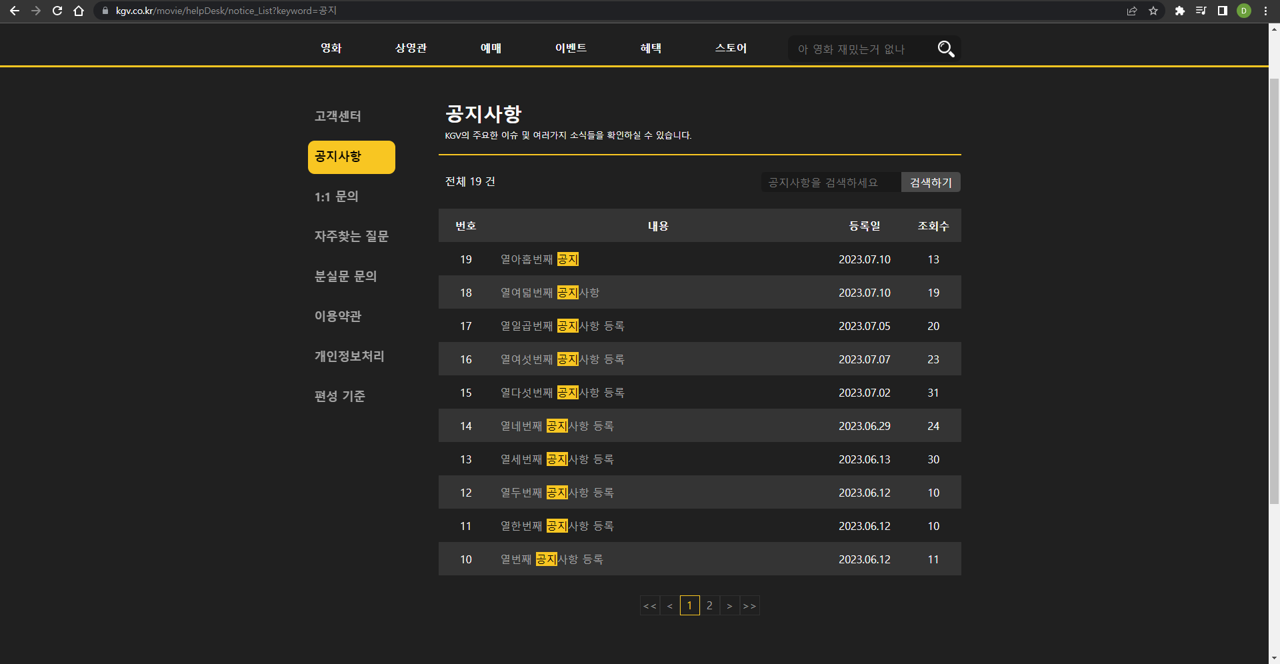 kgv.co.kr/movie/helpDesk/notice_List?keyword=공지
D
영화 상영관 예매 이벤트 혜택 스토어 아 영화 재밌는거 없나
고객센터
공지사항
1:1 문의
자주찾는 질문
분실문 문의
이용약관
개인정보처리
편성 기준
공지사항
KGV의 주요한 이슈 및 여러가지 소식들을 확인하실 수 있습니다.
전체 19 건 공지사항을 검색하세요 검색하기
번호 내용 등록일 조회수
19 열아홉번째 공지 2023.07.10 13
18 열여덟번째 공지사항 2023.07.10 19
17 열일곱번째 공지사항 등록 2023.07.05 20
16 열여섯번째 공지사항 등록 2023.07.07 23
15 열다섯번째 공지사항 등록 2023.07.02 31
14 열네번째 공지사항 등록 2023.06.29 24
13 열세번째 공지사항 등록 2023.06.13 30
12 열두번째 공지사항 등록 2023.06.12 10
11 열한번째 공지사항 등록 2023.06.12 10
10 열번째 공지사항 등록 2023.06.12 11
<< < 1 2 > >>